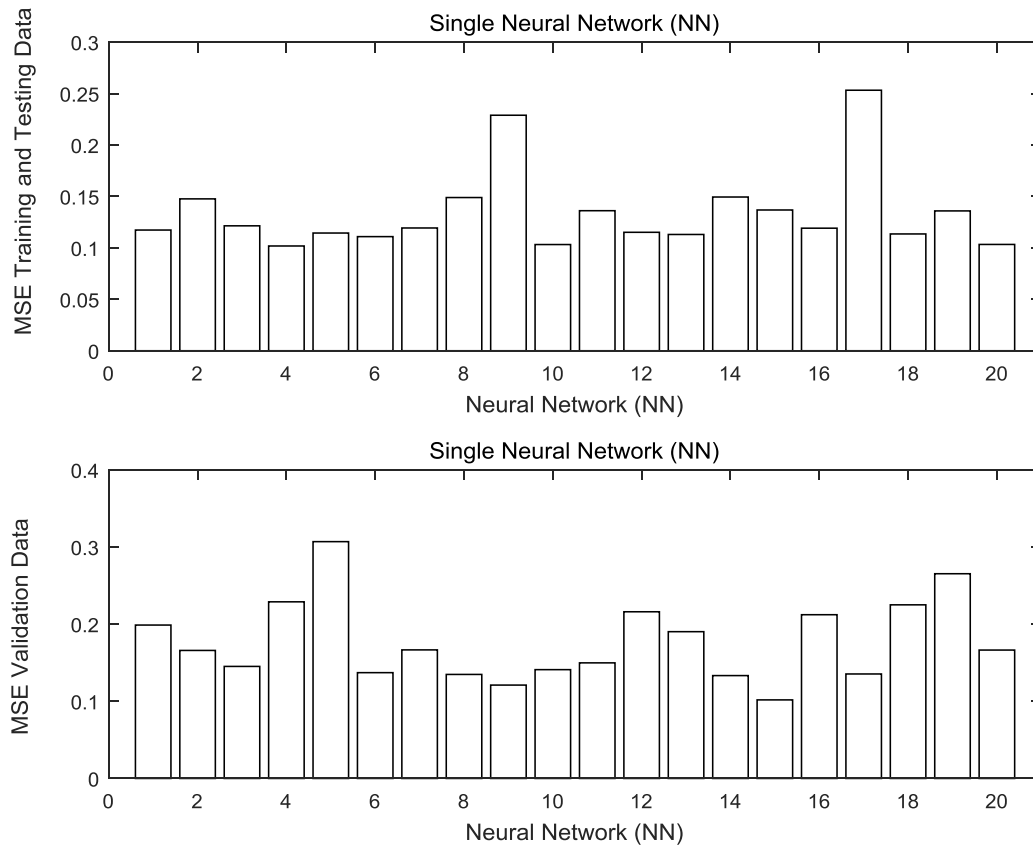 Single Neural Network (NN)
MSE Training and Testing Data
0.3
0.25
0.2
0.15
0.1
0.05
0
0 2 4 6 8 10 12 14 16 18 20
Neural Network (NN)
Single Neural Network (NN)
MSE Validation Data
0.4
0.3
0.2
0.1
0
0 2 4 6 8 10 12 14 16 18 20
Neural Network (NN)